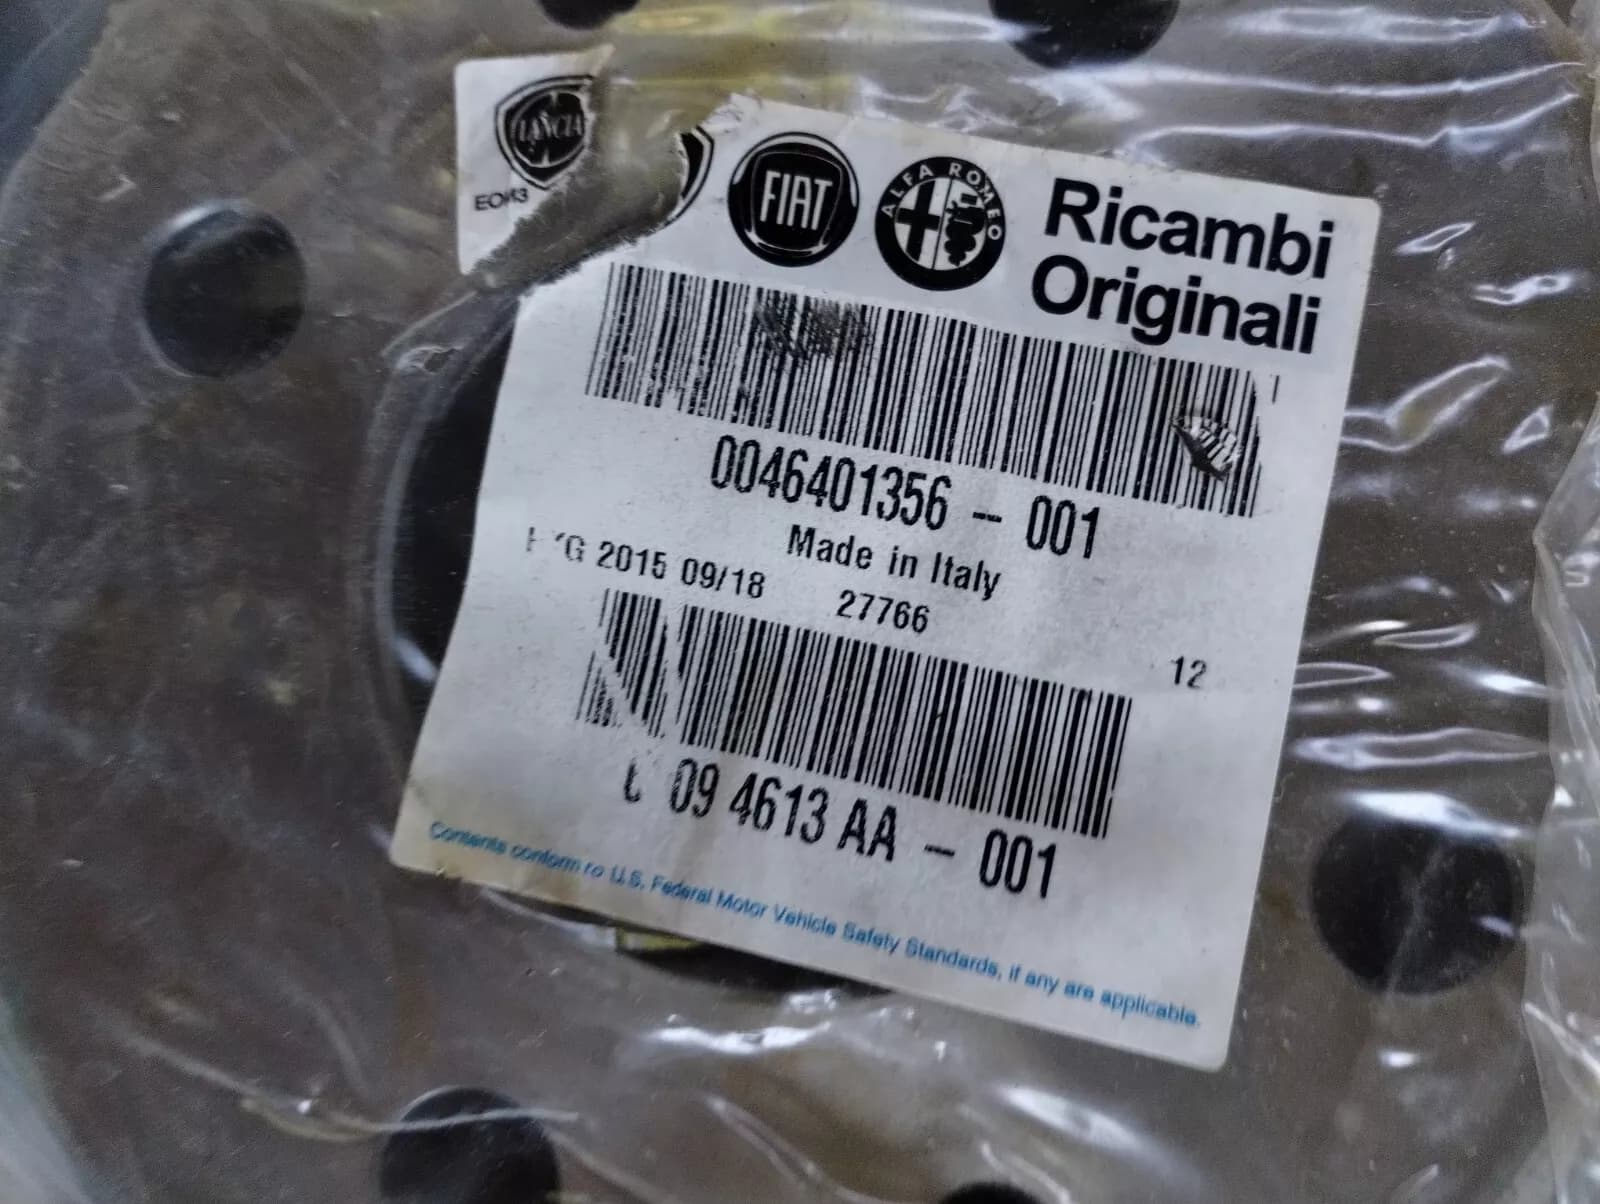 LANCIA
FIAT
ALFA ROMEO
Ricambi
Originali
0046401356 - 001
Made in Italy
2015 09/18 27766
12
09 4613 AA - 001
Contents conform to U.S. Federal Motor Vehicle Safety Standards, if any are applicable.